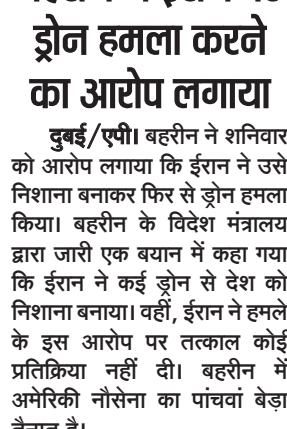 ड्रोन हमला करने
का आरोप लगाया
दुबई/एपी। बहरीन ने शनिवार
को आरोप लगाया कि ईरान ने उसे
निशाना बनाकर फिर से ड्रोन हमला
किया। बहरीन के विदेश मंत्रालय
द्वारा जारी एक बयान में कहा गया
कि ईरान ने कई ड्रोन से देश को
निशाना बनाया। वहीं, ईरान ने हमले
के इस आरोप पर तत्काल कोई
प्रतिक्रिया नहीं दी। बहरीन में
अमेरिकी नौसेना का पांचवां बेड़ा
तैनात है।